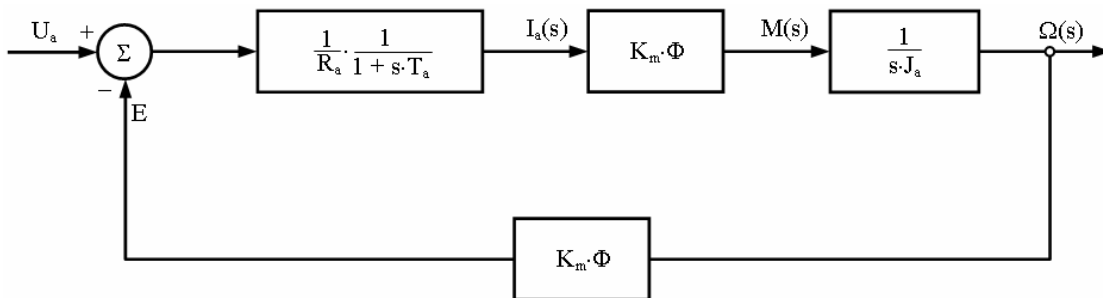 Uₐ
+
Σ
−
E
1/Rₐ · 1/(1 + s·Tₐ)
Iₐ(s)
Kₘ·Φ
M(s)
1/(s·Jₐ)
Ω(s)
Kₘ·Φ